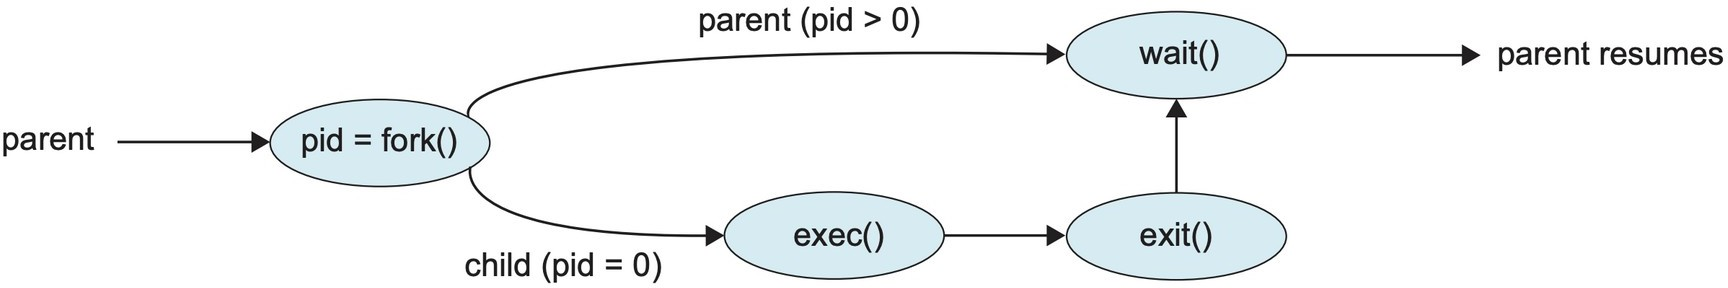 parent (pid > 0)
wait()
parent resumes
parent
pid = fork()
exec()
exit()
child (pid = 0)